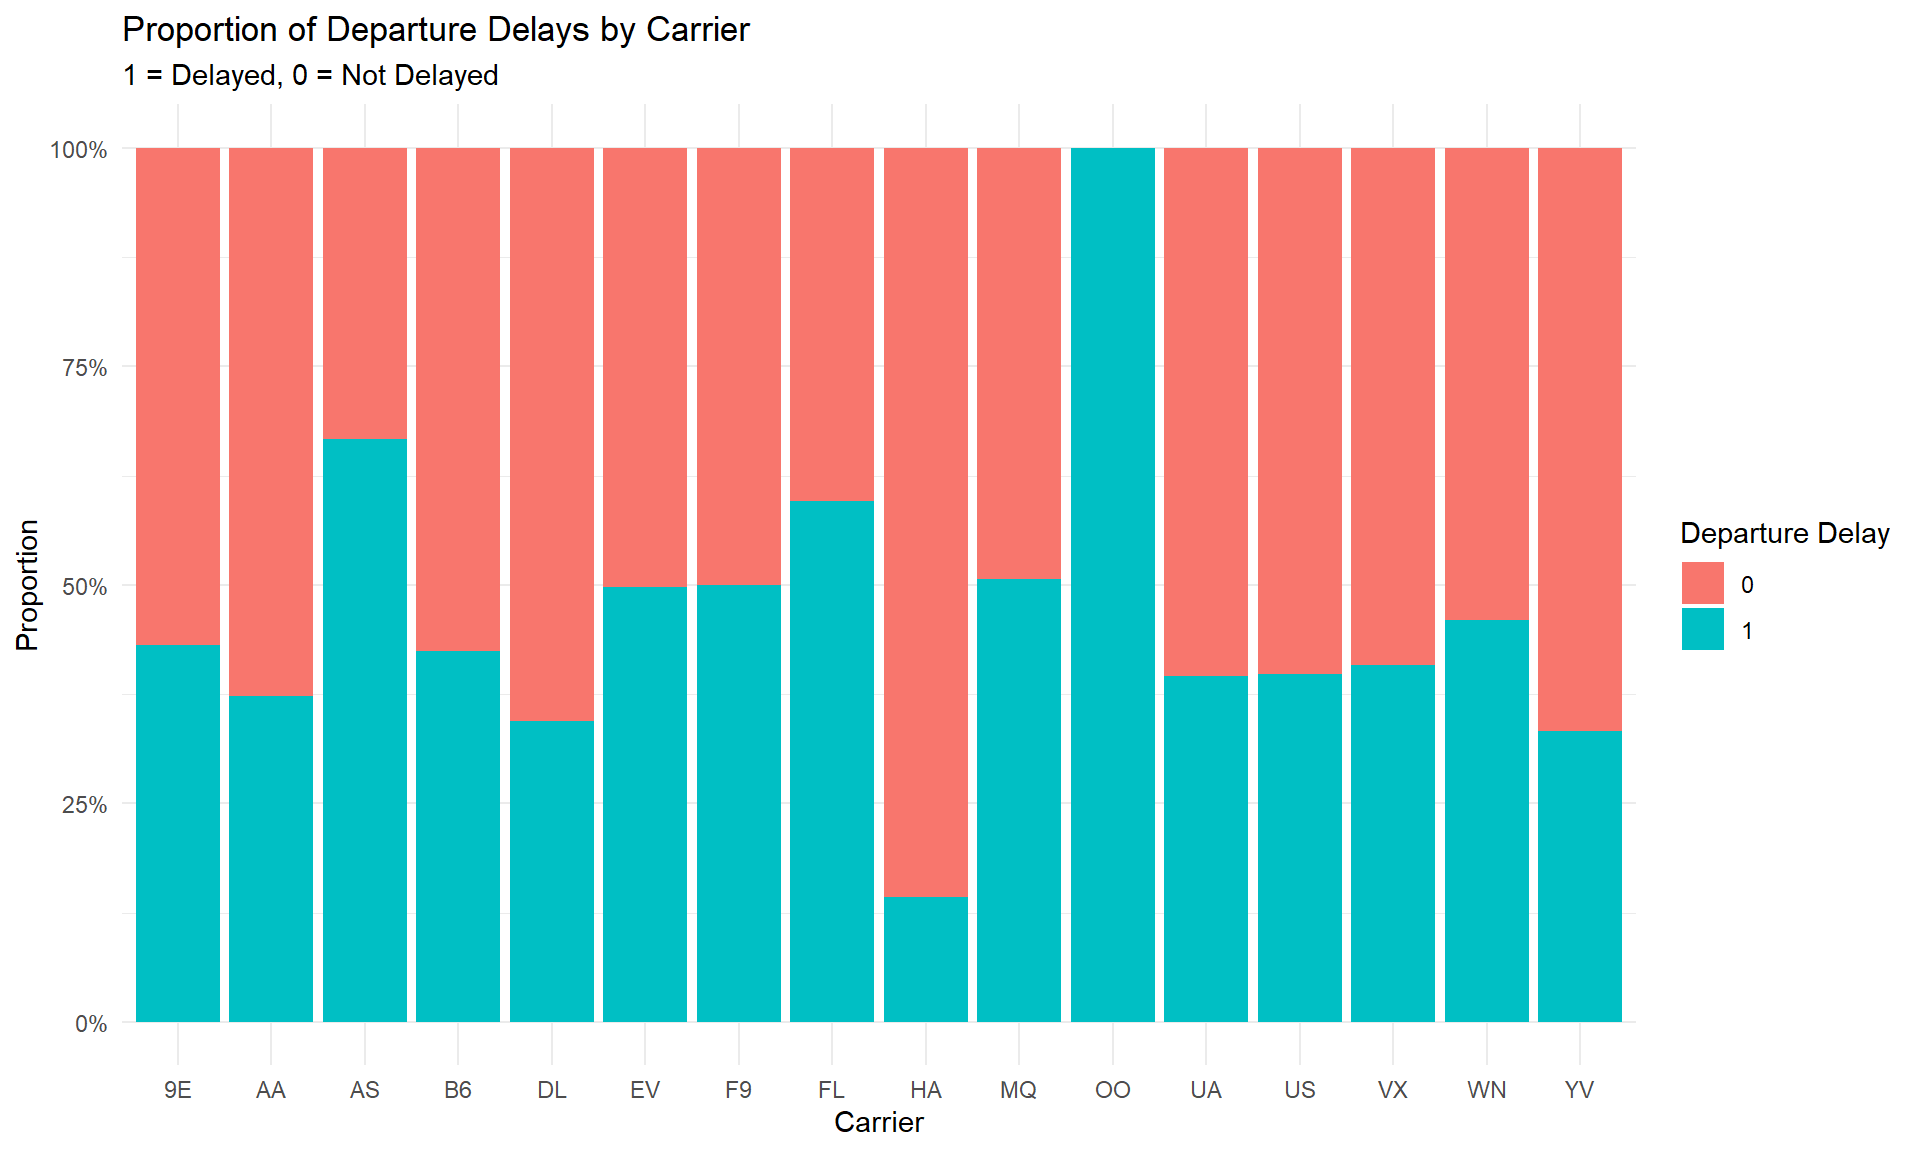 Proportion of Departure Delays by Carrier
1 = Delayed, 0 = Not Delayed
Proportion
100%
75%
50%
25%
0%
9E AA AS B6 DL EV F9 FL HA MQ OO UA US VX WN YV
Carrier
Departure Delay
0
1